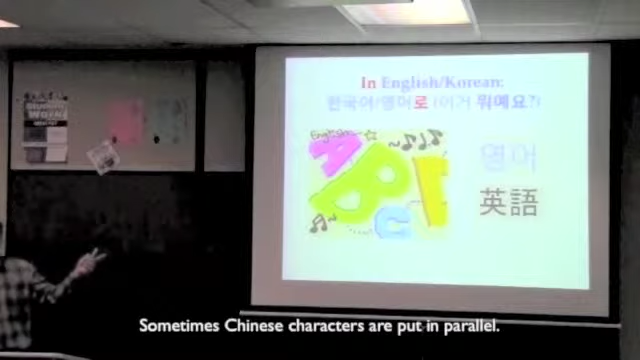 In English/Korean:
한국어/영어로 (이거 뭐예요?)
English
영어
英語
Sometimes Chinese characters are put in parallel.